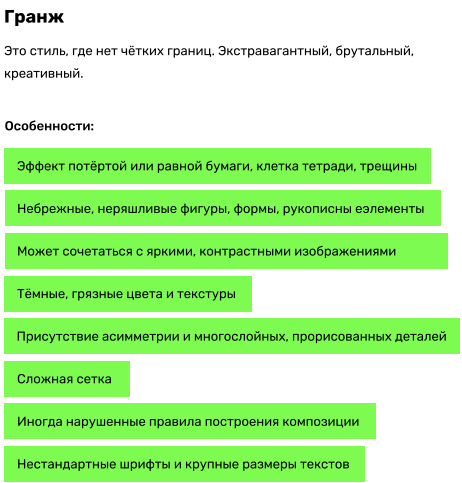 Гранж
Это стиль, где нет чётких границ. Экстравагантный, брутальный,
креативный.
Особенности:
Эффект потёртой или равной бумаги, клетка тетради, трещины
Небрежные, неряшливые фигуры, формы, рукописны еэлементы
Может сочетаться с яркими, контрастными изображениями
Тёмные, грязные цвета и текстуры
Присутствие асимметрии и многослойных, прорисованных деталей
Сложная сетка
Иногда нарушенные правила построения композиции
Нестандартные шрифты и крупные размеры текстов